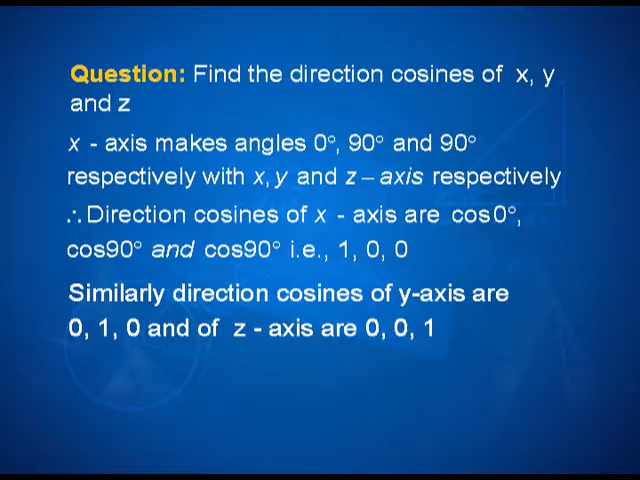 Question: Find the direction cosines of x, y
and z
x - axis makes angles 0°, 90° and 90°
respectively with x, y and z – axis respectively
∴ Direction cosines of x - axis are cos0°,
cos90° and cos90° i.e., 1, 0, 0
Similarly direction cosines of y-axis are
0, 1, 0 and of z - axis are 0, 0, 1